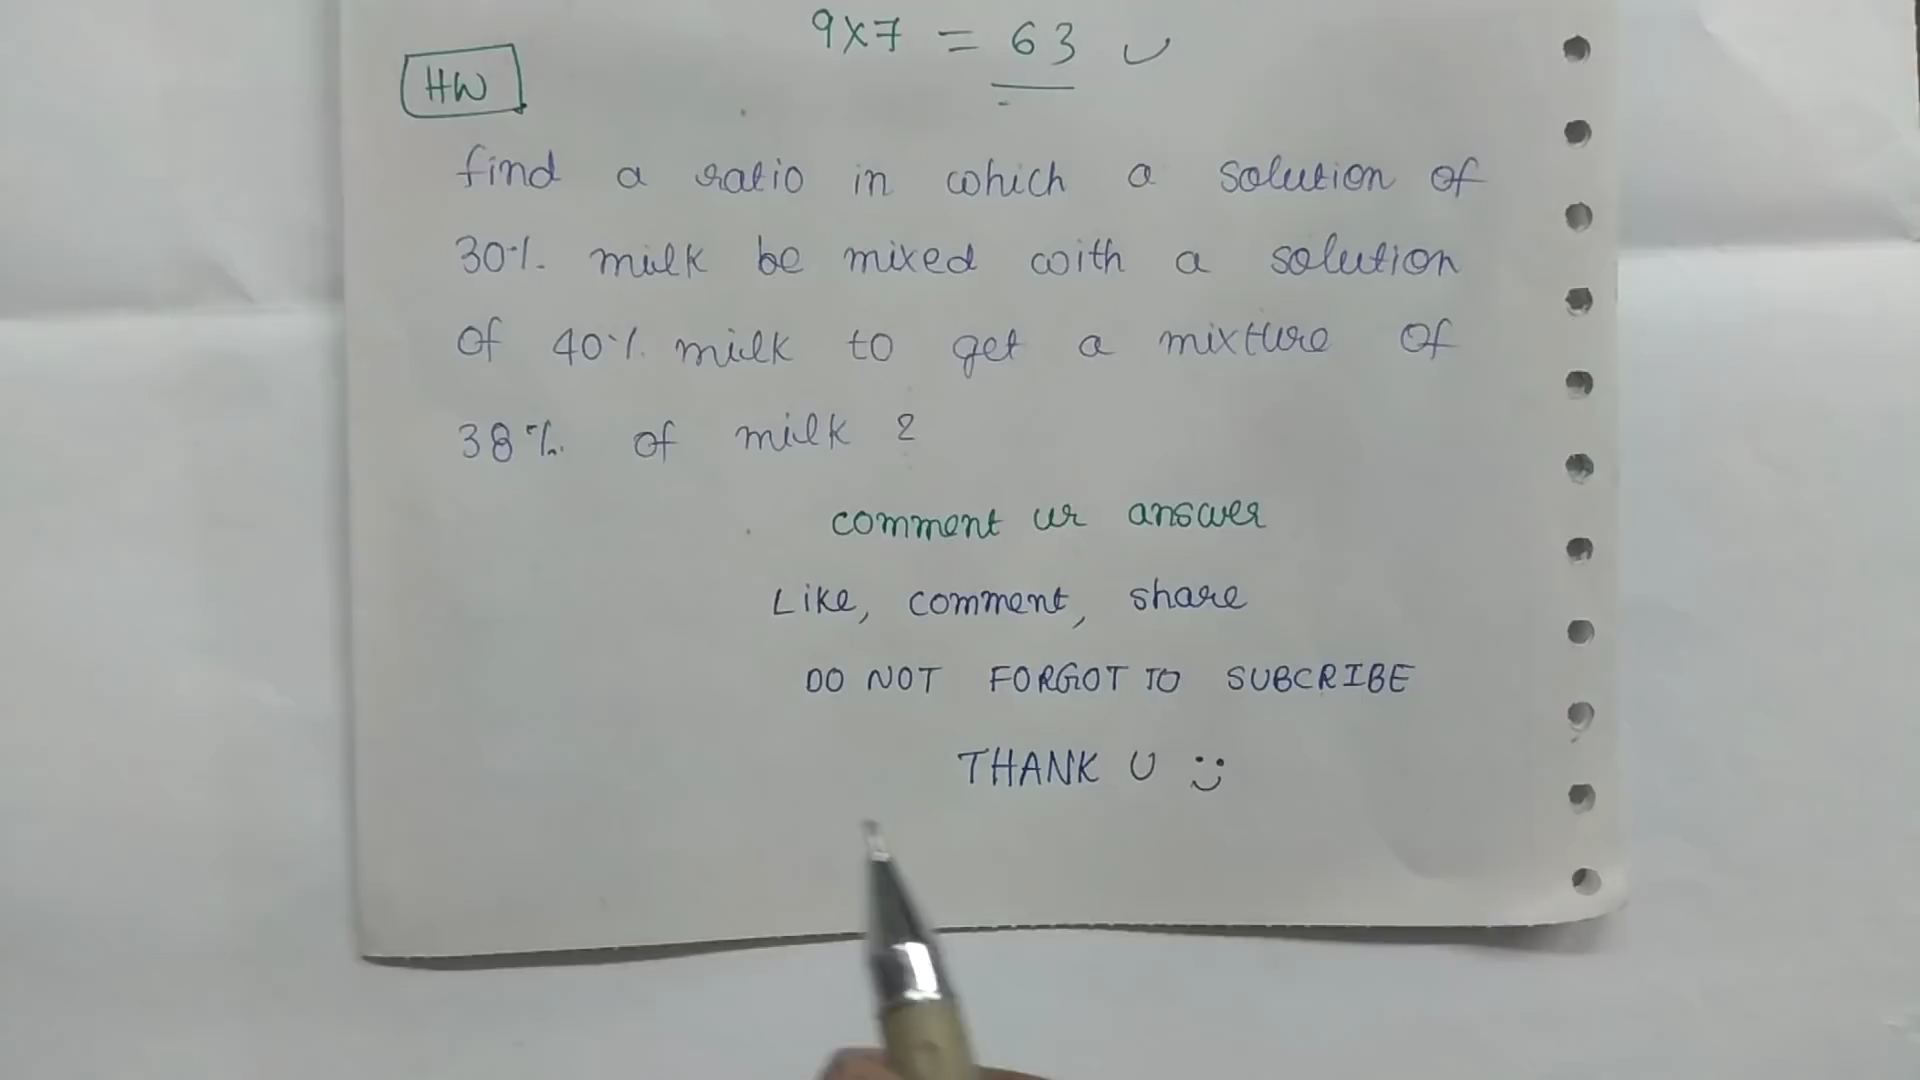 9x7 = 63
HW
find a ratio in which a solution of
30%. milk be mixed with a solution
of 40%. milk to get a mixture of
38%. of milk ?
comment ur answer
Like, comment, share
DO NOT FORGOT TO SUBCRIBE
THANK U :)